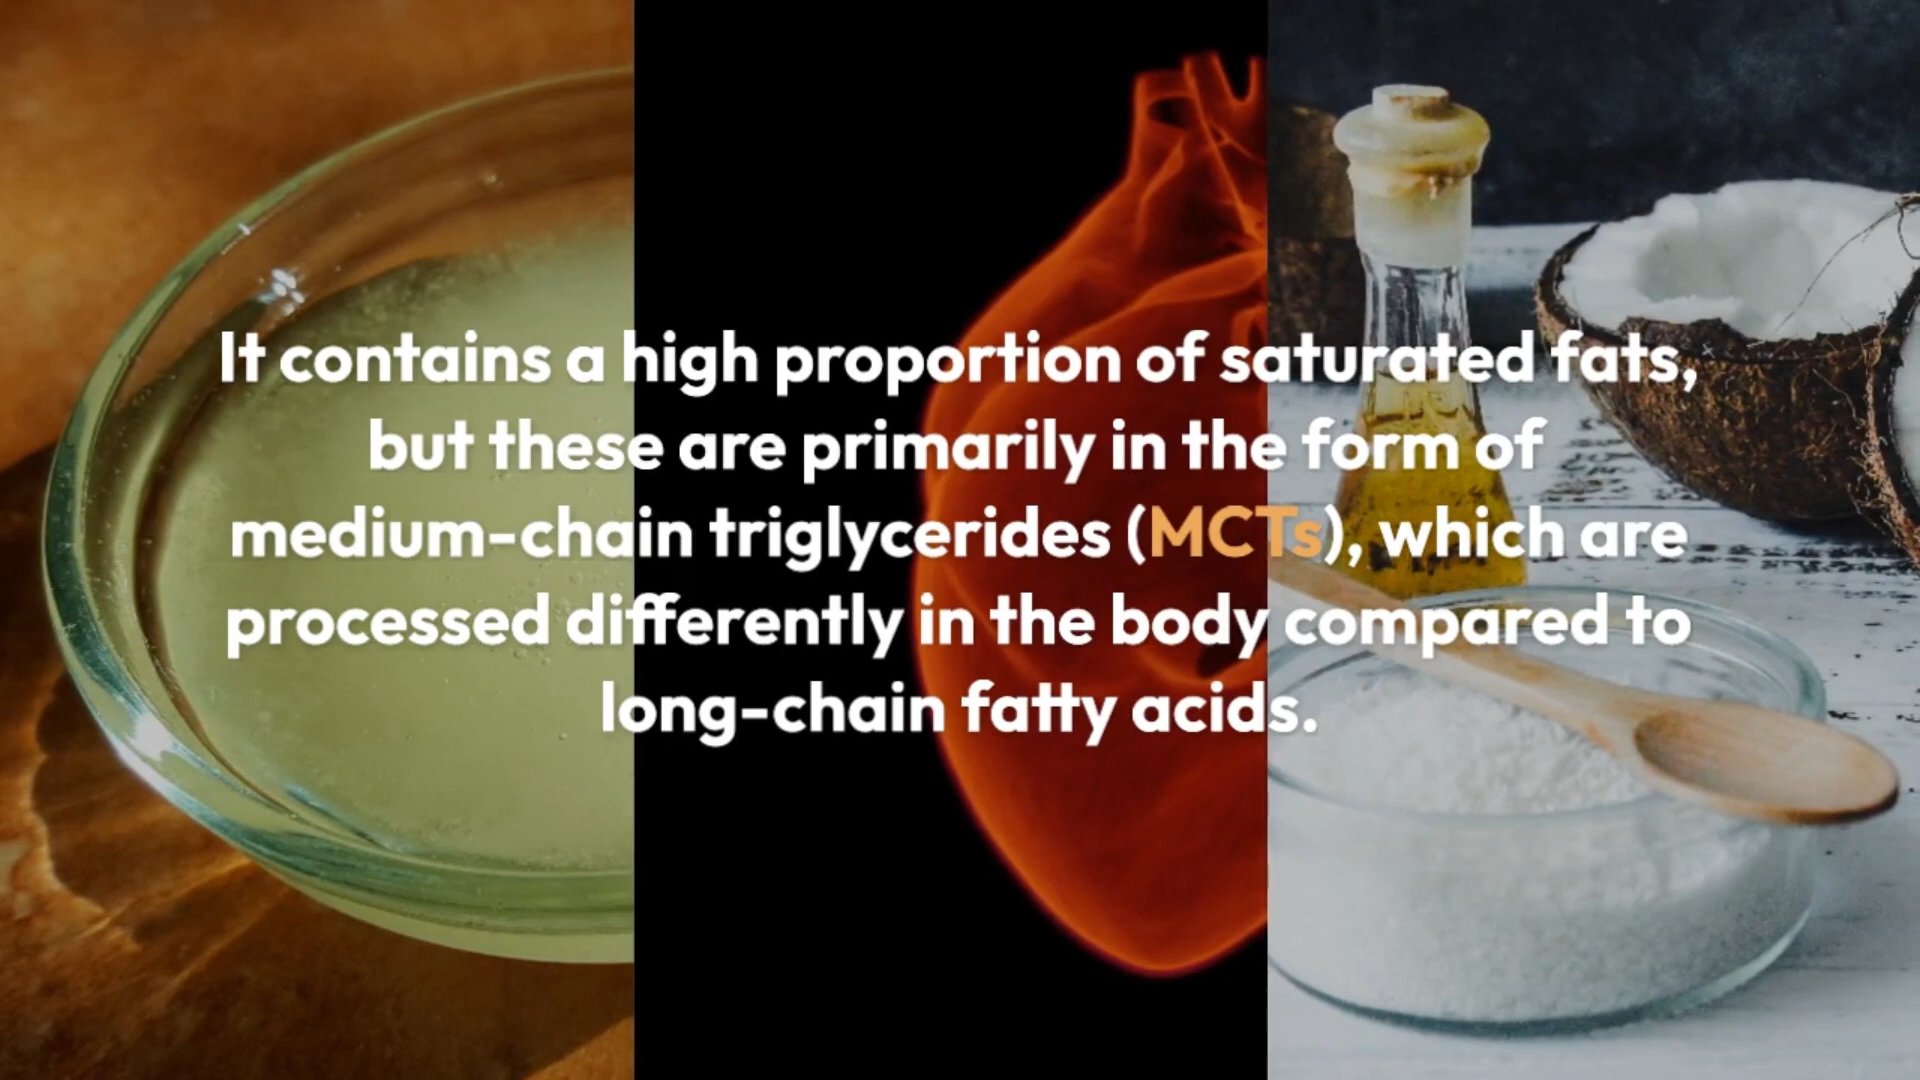 It contains a high proportion of saturated fats,
but these are primarily in the form of
medium-chain triglycerides (MCTs), which are
processed differently in the body compared to
long-chain fatty acids.